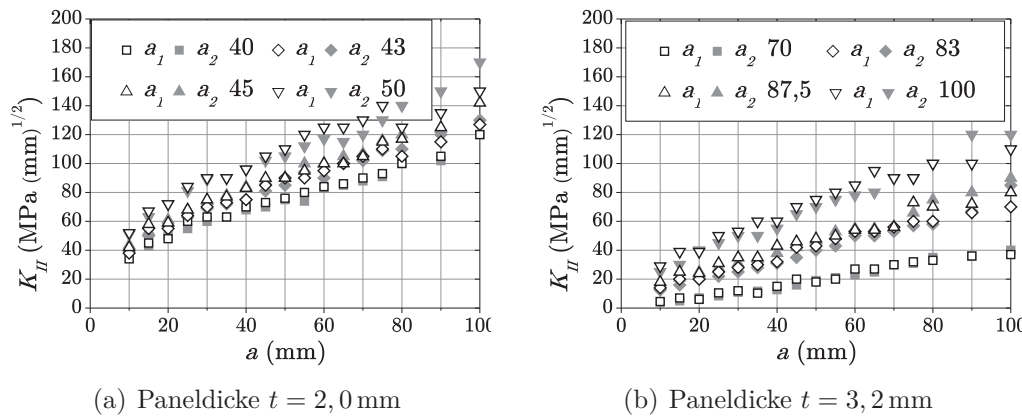 200
180
160
140
120
100
80
60
40
20
0
K_II (MPa (mm)^1/2)
a_1 a_2 40 a_1 a_2 43
a_1 a_2 45 a_1 a_2 50
0 20 40 60 80 100
a (mm)
(a) Paneldicke t = 2, 0 mm
200
180
160
140
120
100
80
60
40
20
0
K_II (MPa (mm)^1/2)
a_1 a_2 70 a_1 a_2 83
a_1 a_2 87,5 a_1 a_2 100
0 20 40 60 80 100
a (mm)
(b) Paneldicke t = 3, 2 mm